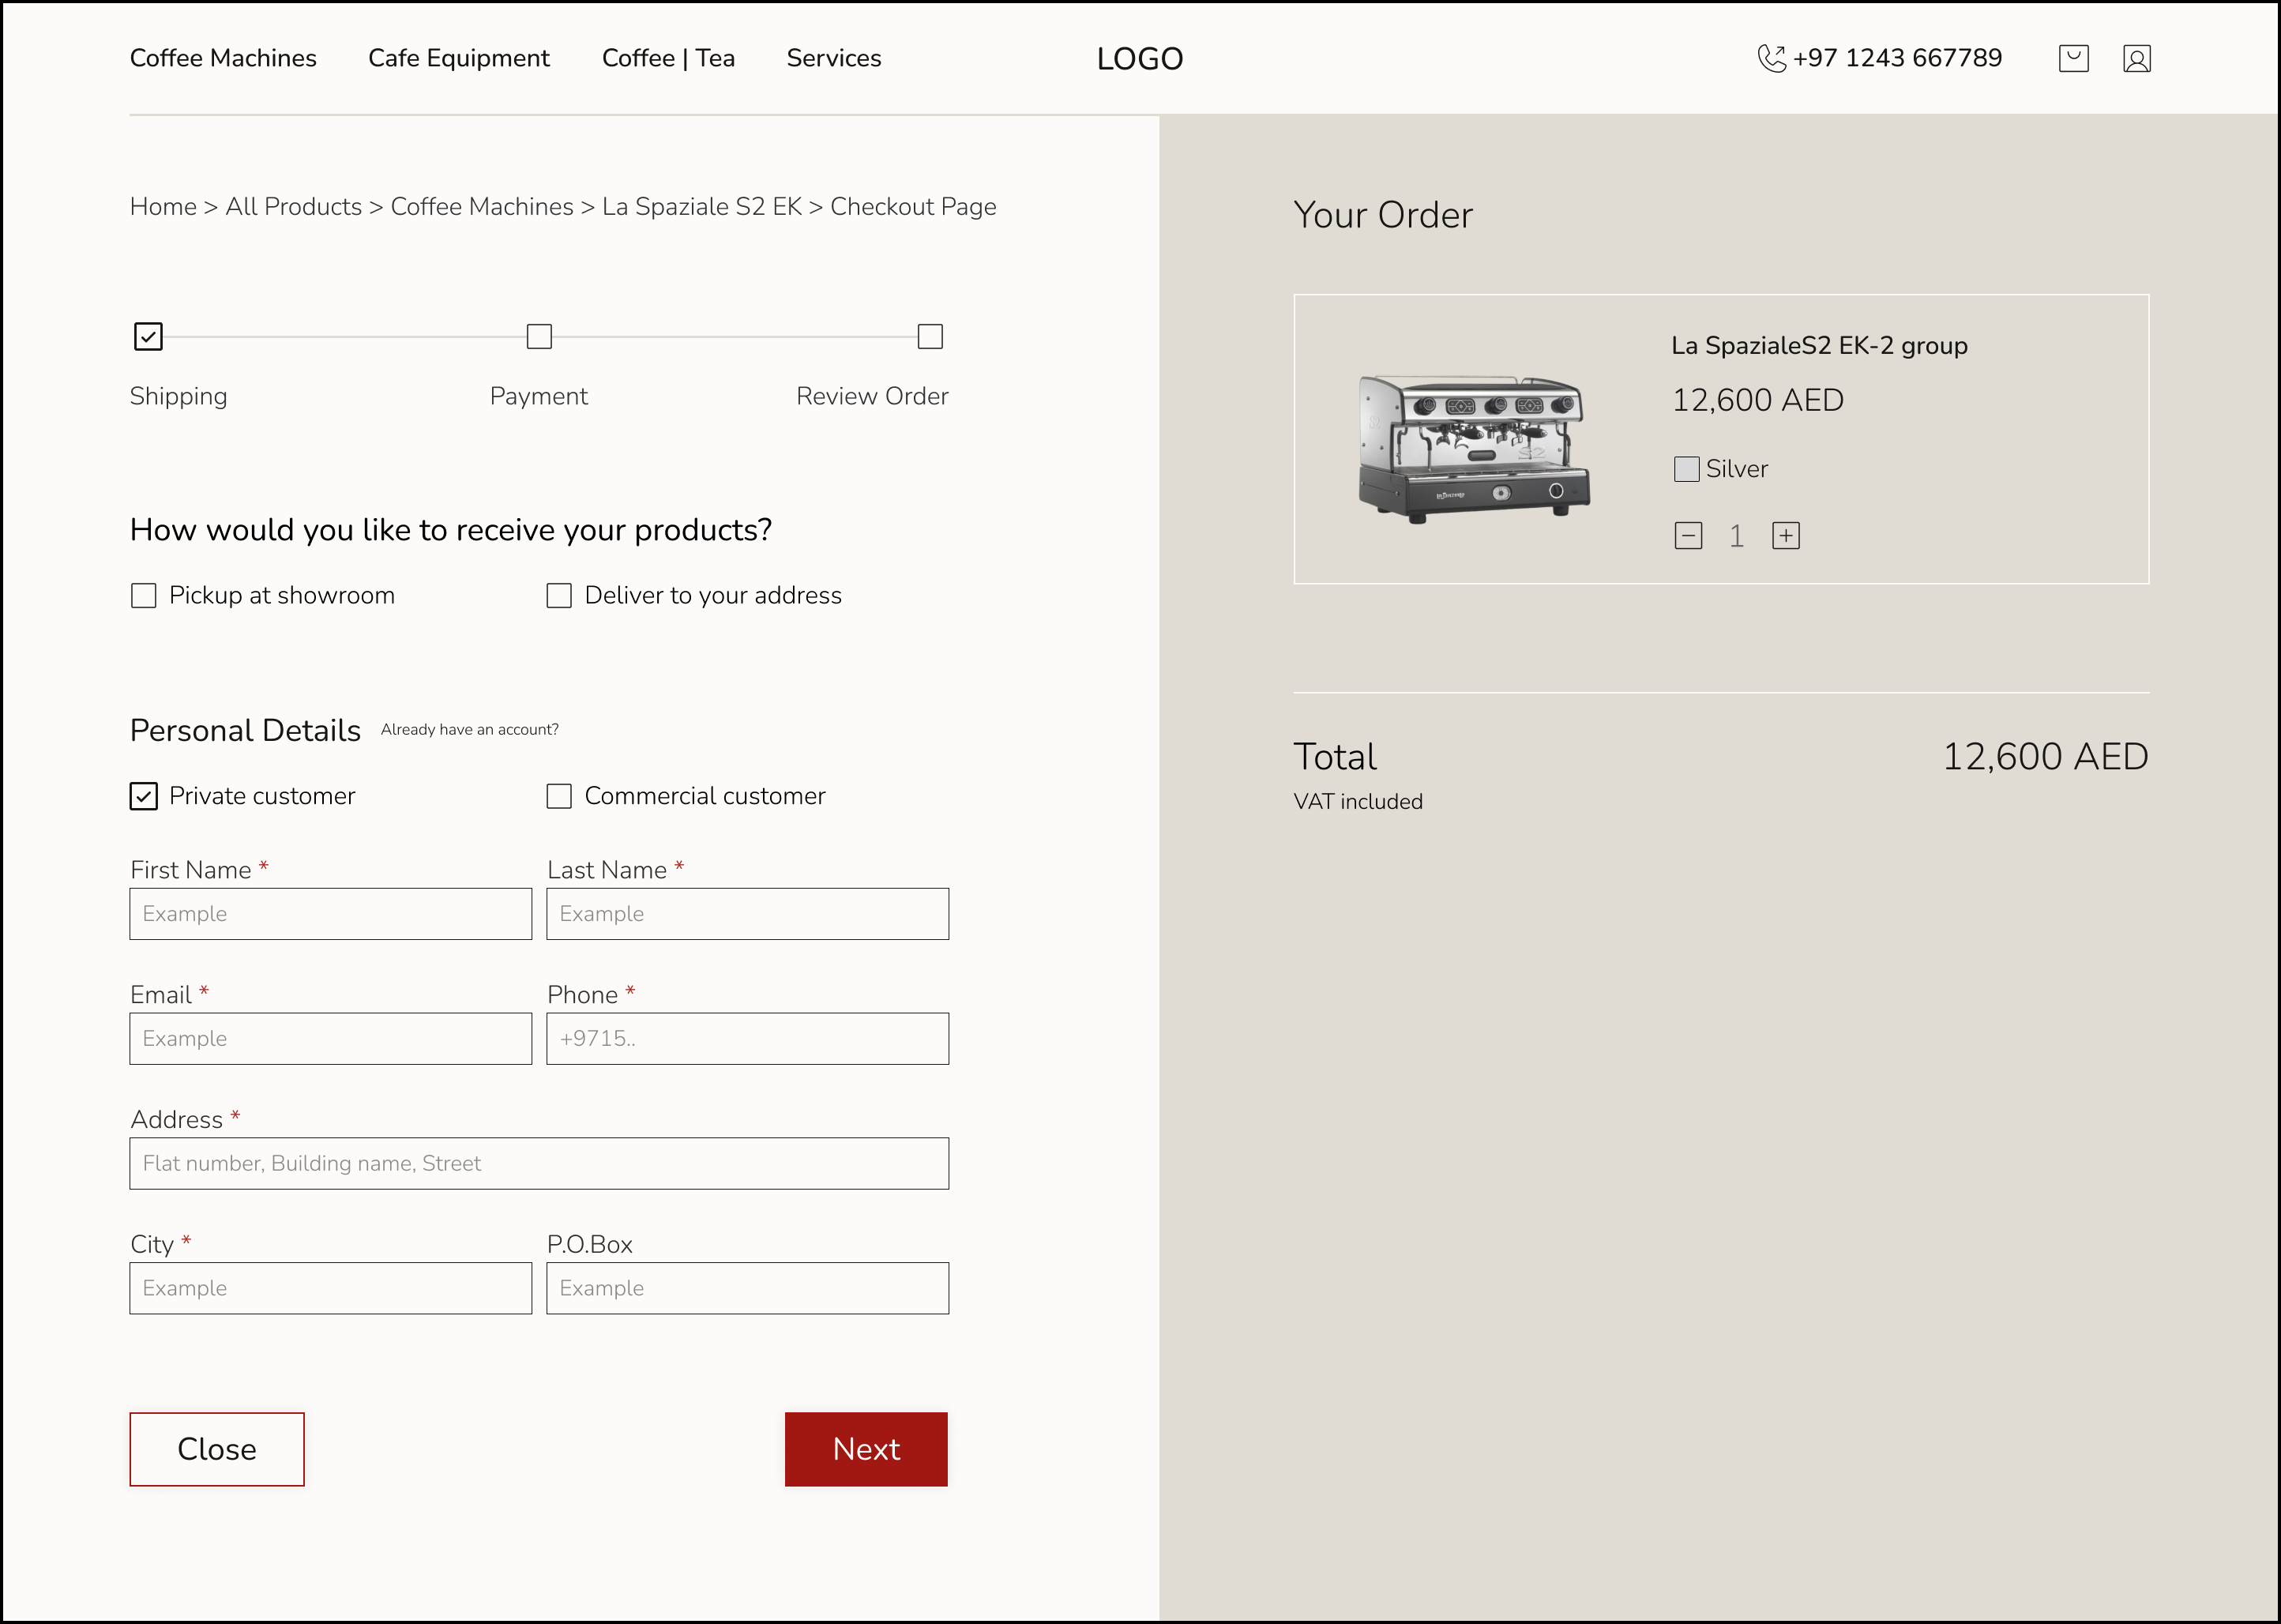 Coffee Machines Cafe Equipment Coffee | Tea Services LOGO +97 1243 667789
Home > All Products > Coffee Machines > La Spaziale S2 EK > Checkout Page
Shipping Payment Review Order
How would you like to receive your products?
Pickup at showroom Deliver to your address
Personal Details Already have an account?
Private customer Commercial customer
First Name * Last Name *
Example Example
Email * Phone *
Example +9715..
Address *
Flat number, Building name, Street
City * P.O.Box
Example Example
Close Next
Your Order
La SpazialeS2 EK-2 group
12,600 AED
Silver
1
S2
Total 12,600 AED
VAT included